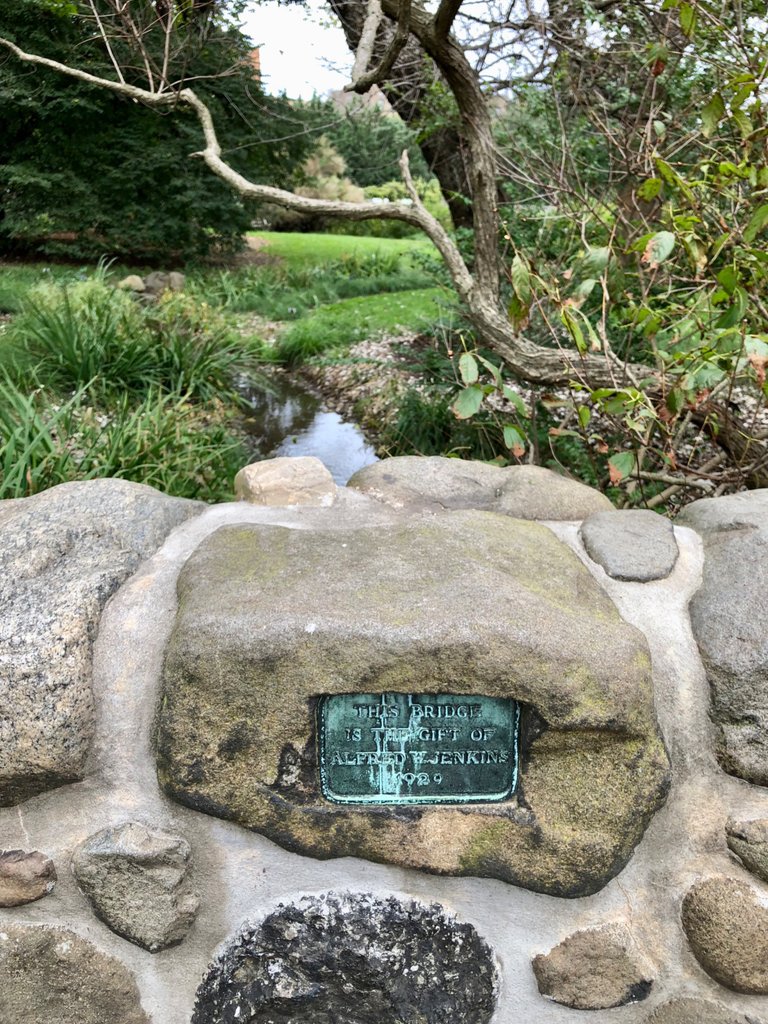 THIS BRIDGE
IS THE GIFT OF
ALFRED W. JENKINS
1929